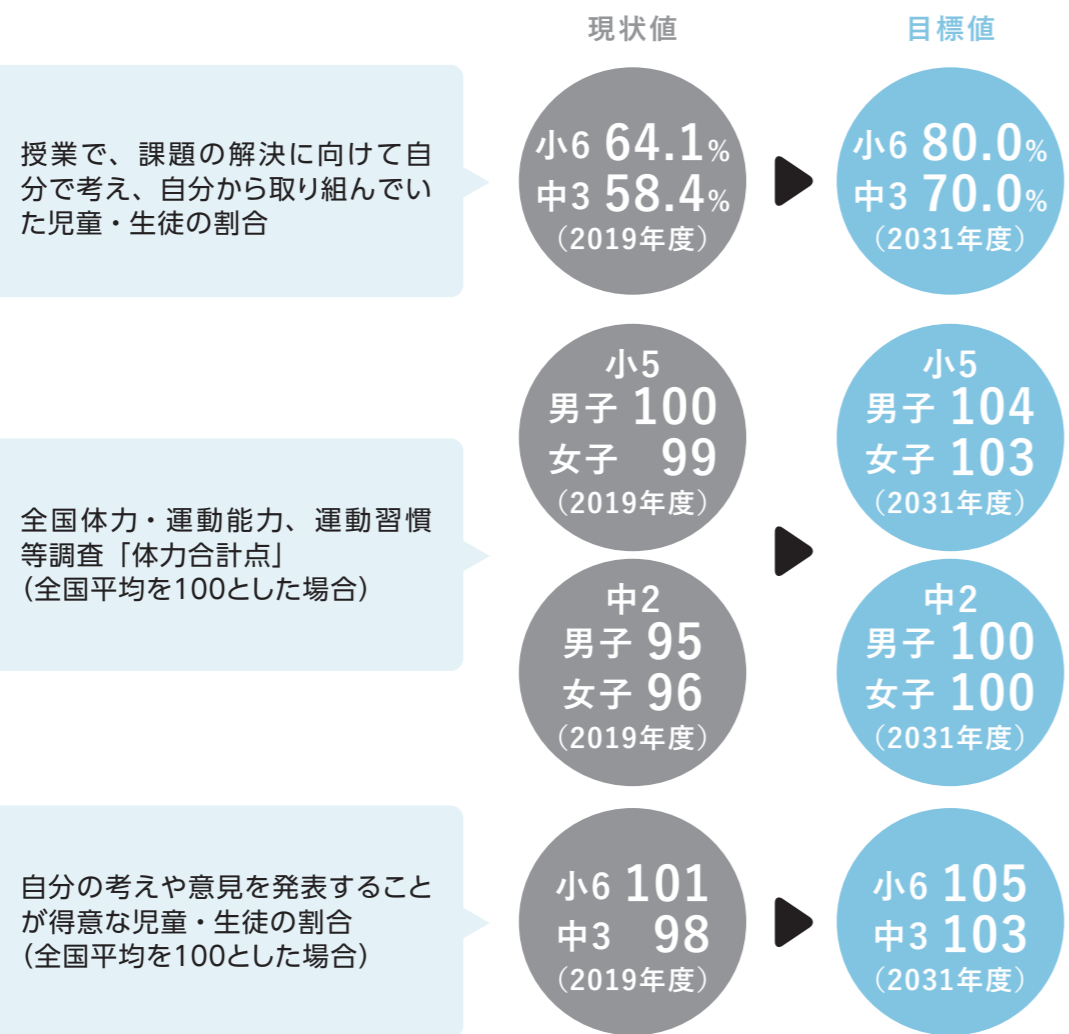 現状値
目標値
授業で、課題の解決に向けて自
分で考え、自分から取り組んでい
た児童・生徒の割合
小6 64.1%
中3 58.4%
（2019年度）
小6 80.0%
中3 70.0%
（2031年度）
全国体力・運動能力、運動習慣
等調査「体力合計点」
（全国平均を100とした場合）
小5
男子 100
女子 99
（2019年度）
小5
男子 104
女子 103
（2031年度）
中2
男子 95
女子 96
（2019年度）
中2
男子 100
女子 100
（2031年度）
自分の考えや意見を発表すること
が得意な児童・生徒の割合
（全国平均を100とした場合）
小6 101
中3 98
（2019年度）
小6 105
中3 103
（2031年度）